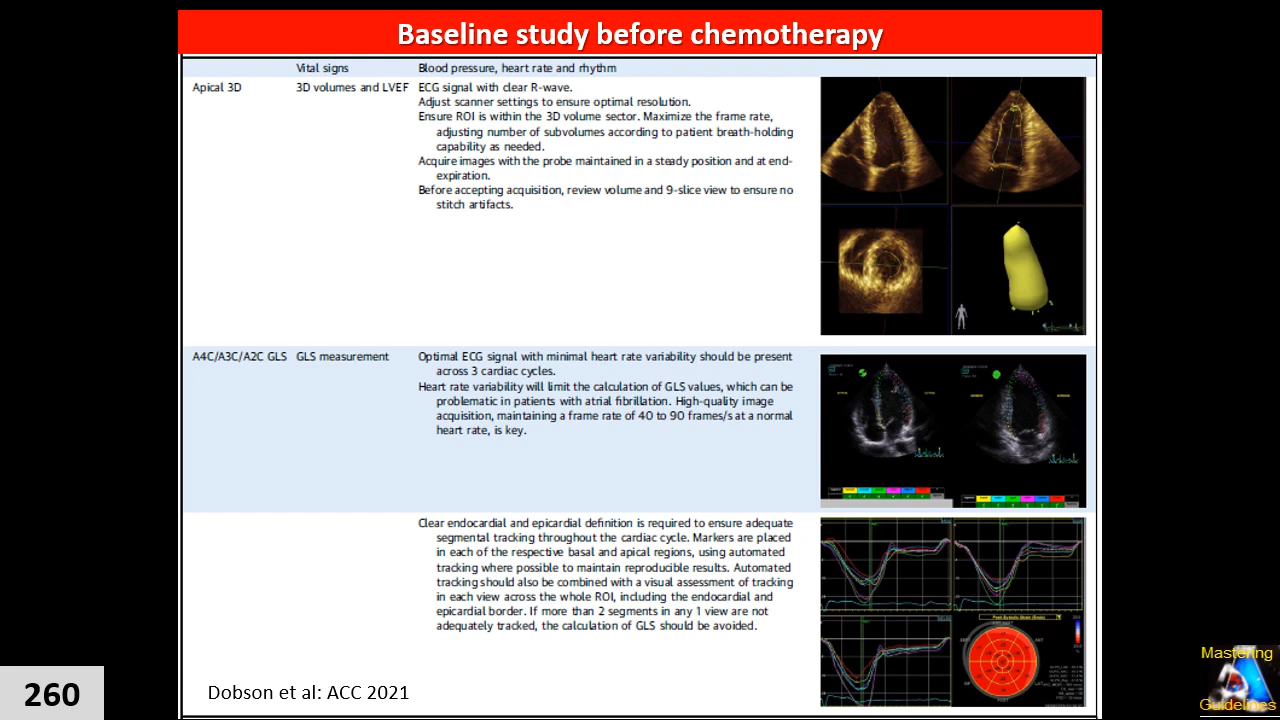 Baseline study before chemotherapy
Vital signs Blood pressure, heart rate and rhythm
Apical 3D 3D volumes and LVEF ECG signal with clear R-wave.
Adjust scanner settings to ensure optimal resolution.
Ensure ROI is within the 3D volume sector. Maximize the frame rate,
adjusting number of subvolumes according to patient breath-holding
capability as needed.
Acquire images with the probe maintained in a steady position and at end-
expiration.
Before accepting acquisition, review volume and 9-slice view to ensure no
stitch artifacts.
A4C/A3C/A2C GLS GLS measurement Optimal ECG signal with minimal heart rate variability should be present
across 3 cardiac cycles.
Heart rate variability will limit the calculation of GLS values, which can be
problematic in patients with atrial fibrillation. High-quality image
acquisition, maintaining a frame rate of 40 to 90 frames/s at a normal
heart rate, is key.
Clear endocardial and epicardial definition is required to ensure adequate
segmental tracking throughout the cardiac cycle. Markers are placed
in each of the respective basal and apical regions, using automated
tracking where possible to maintain reproducible results. Automated
tracking should also be combined with a visual assessment of tracking
in each view across the whole ROI, including the endocardial and
epicardial border. If more than 2 segments in any 1 view are not
adequately tracked, the calculation of GLS should be avoided.
260
Dobson et al: ACC 2021
Mastering
Guidelines